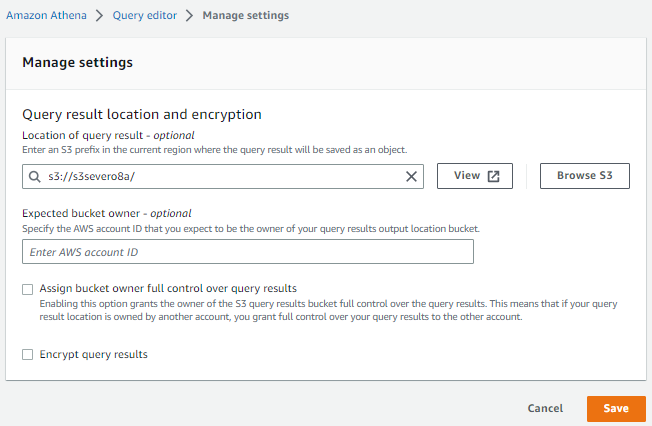 Amazon Athena > Query editor > Manage settings
Manage settings
Query result location and encryption
Location of query result - optional
Enter an S3 prefix in the current region where the query result will be saved as an object.
s3://s3severo8a/
View
Browse S3
Expected bucket owner - optional
Specify the AWS account ID that you expect to be the owner of your query results output location bucket.
Enter AWS account ID
Assign bucket owner full control over query results
Enabling this option grants the owner of the S3 query results bucket full control over the query results. This means that if your query
result location is owned by another account, you grant full control over your query results to the other account.
Encrypt query results
Cancel
Save